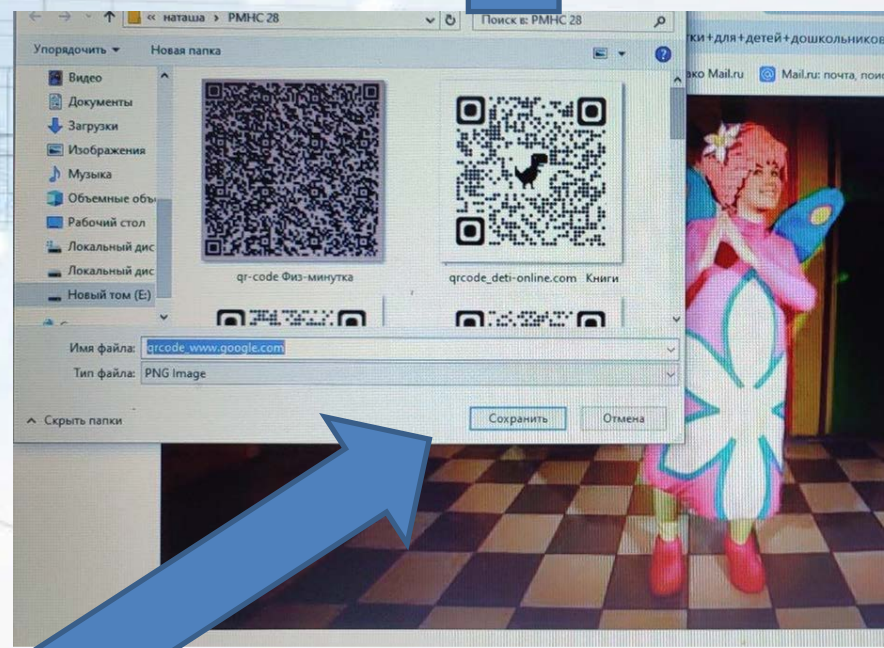 « наташа › РМНС 28
Поиск в: РМНС 28
Упорядочить
Новая папка
Видео
Документы
Загрузки
Изображения
Музыка
Объемные объ
Рабочий стол
Локальный дис
Локальный дис
Новый том (E:)
qr-code Физ-минутка
qrcode_deti-online.com Книги
Имя файла: qrcode_www.google.com
Тип файла: PNG Image
Скрыть папки
Сохранить
Отмена
ки+для+детей+дошкольников
ко Mail.ru
Mail.ru: почта, поис